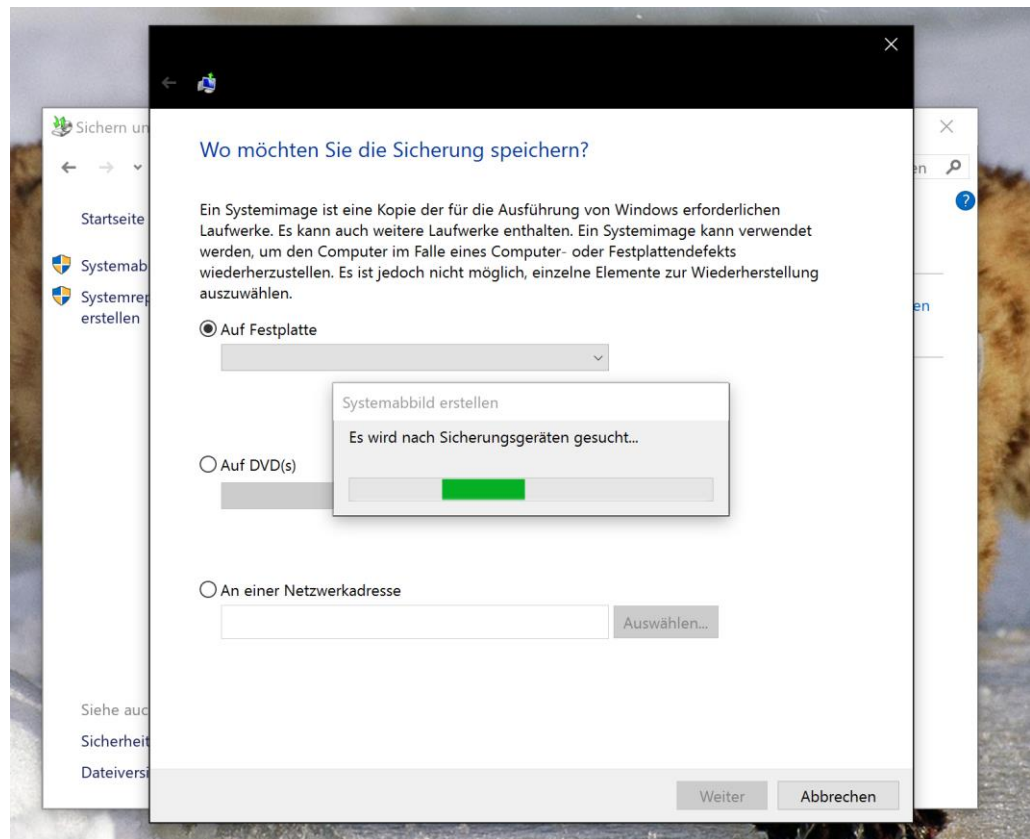 Sichern un
en
Startseite
Systemab
Systemrep
erstellen
en
Siehe auc
Sicherheit
Dateiversi
Wo möchten Sie die Sicherung speichern?
Ein Systemimage ist eine Kopie der für die Ausführung von Windows erforderlichen
Laufwerke. Es kann auch weitere Laufwerke enthalten. Ein Systemimage kann verwendet
werden, um den Computer im Falle eines Computer- oder Festplattendefekts
wiederherzustellen. Es ist jedoch nicht möglich, einzelne Elemente zur Wiederherstellung
auszuwählen.
Auf Festplatte
Systemabbild erstellen
Es wird nach Sicherungsgeräten gesucht...
Auf DVD(s)
An einer Netzwerkadresse
Auswählen...
Weiter
Abbrechen